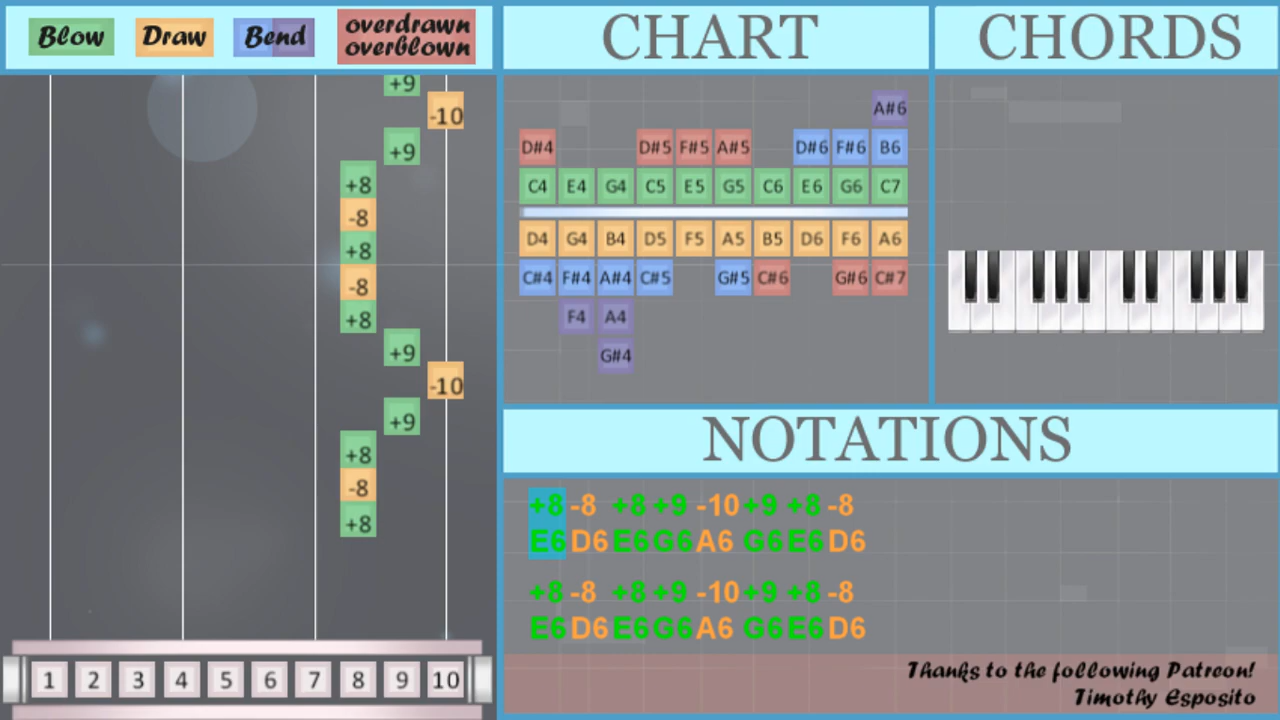 Blow Draw Bend overdrawn
overblown
CHART
CHORDS
+9
-10
+9
+8
-8
+8
-8
+8
+9
-10
+9
+8
-8
+8
1 2 3 4 5 6 7 8 9 10
A#6
D#4 D#5 F#5 A#5 D#6 F#6 B6
C4 E4 G4 C5 E5 G5 C6 E6 G6 C7
D4 G4 B4 D5 F5 A5 B5 D6 F6 A6
C#4 F#4 A#4 C#5 G#5 C#6 G#6 C#7
F4 A4
G#4
NOTATIONS
+8 -8 +8 +9 -10 +9 +8 -8
E6 D6 E6 G6 A6 G6 E6 D6
+8 -8 +8 +9 -10 +9 +8 -8
E6 D6 E6 G6 A6 G6 E6 D6
Thanks to the following Patreon!
Timothy Esposito